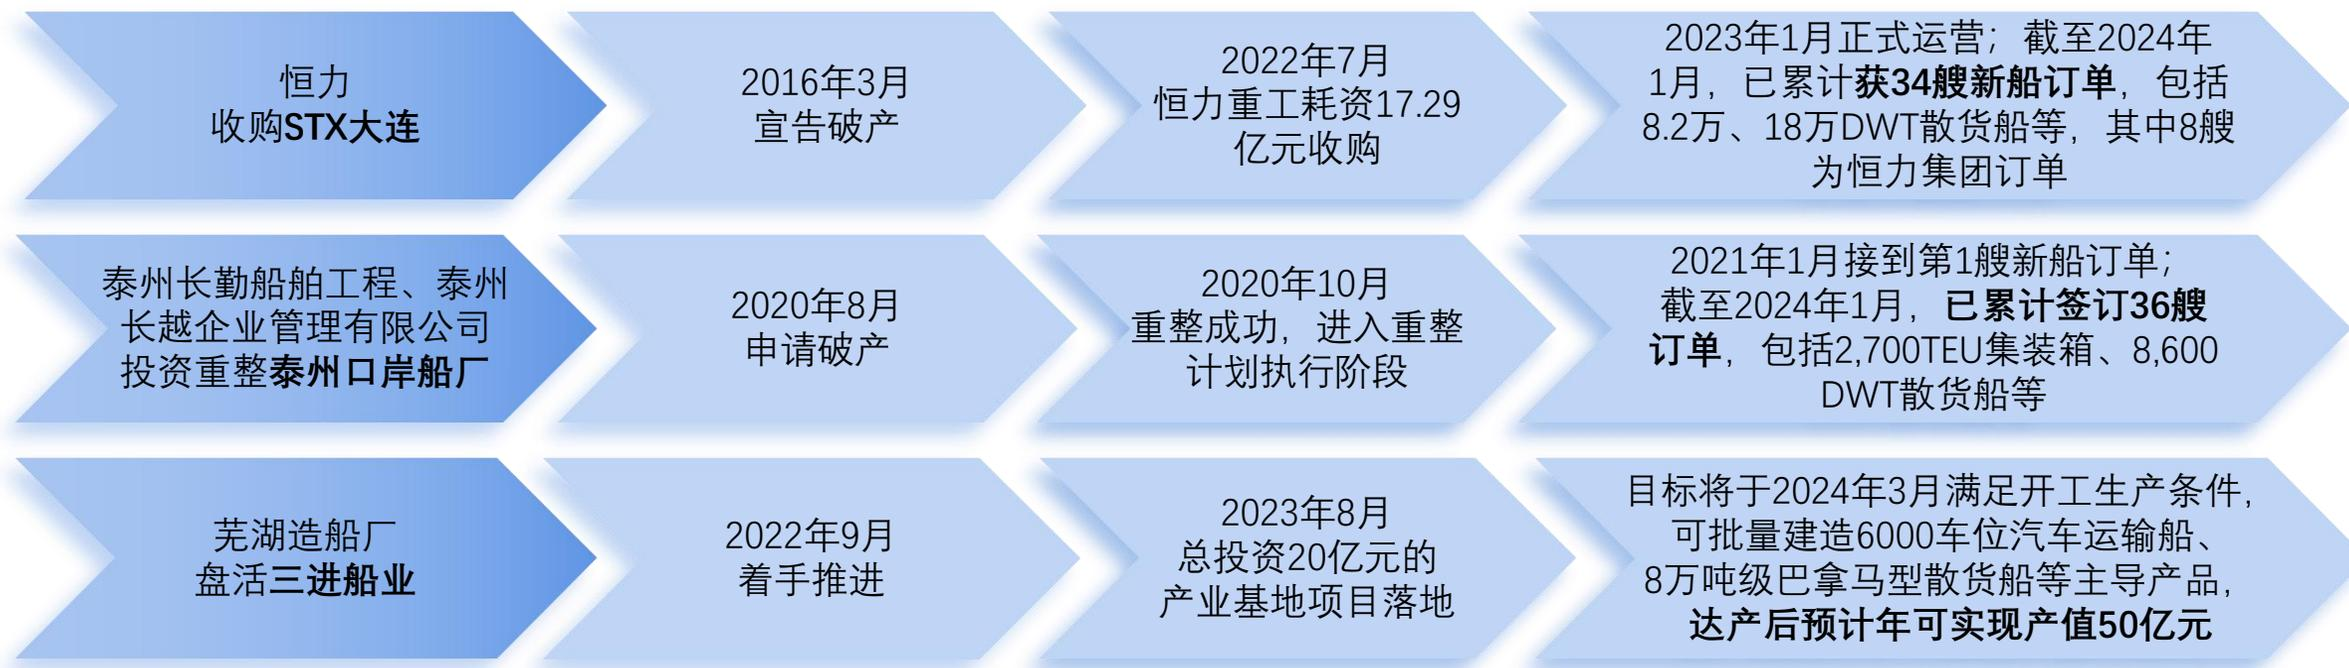 恒力
收购STX大连
2016年3月
宣告破产
2022年7月
恒力重工耗资17.29
亿元收购
2023年1月正式运营；截至2024年
1月，已累计获34艘新船订单，包括
8.2万、18万DWT散货船等，其中8艘
为恒力集团订单
泰州长勤船舶工程、泰州
长越企业管理有限公司
投资重整泰州口岸船厂
2020年8月
申请破产
2020年10月
重整成功，进入重整
计划执行阶段
2021年1月接到第1艘新船订单；
截至2024年1月，已累计签订36艘
订单，包括2,700TEU集装箱、8,600
DWT散货船等
芜湖造船厂
盘活三进船业
2022年9月
着手推进
2023年8月
总投资20亿元的
产业基地项目落地
目标将于2024年3月满足开工生产条件，
可批量建造6000车位汽车运输船、
8万吨级巴拿马型散货船等主导产品，
达产后预计年可实现产值50亿元